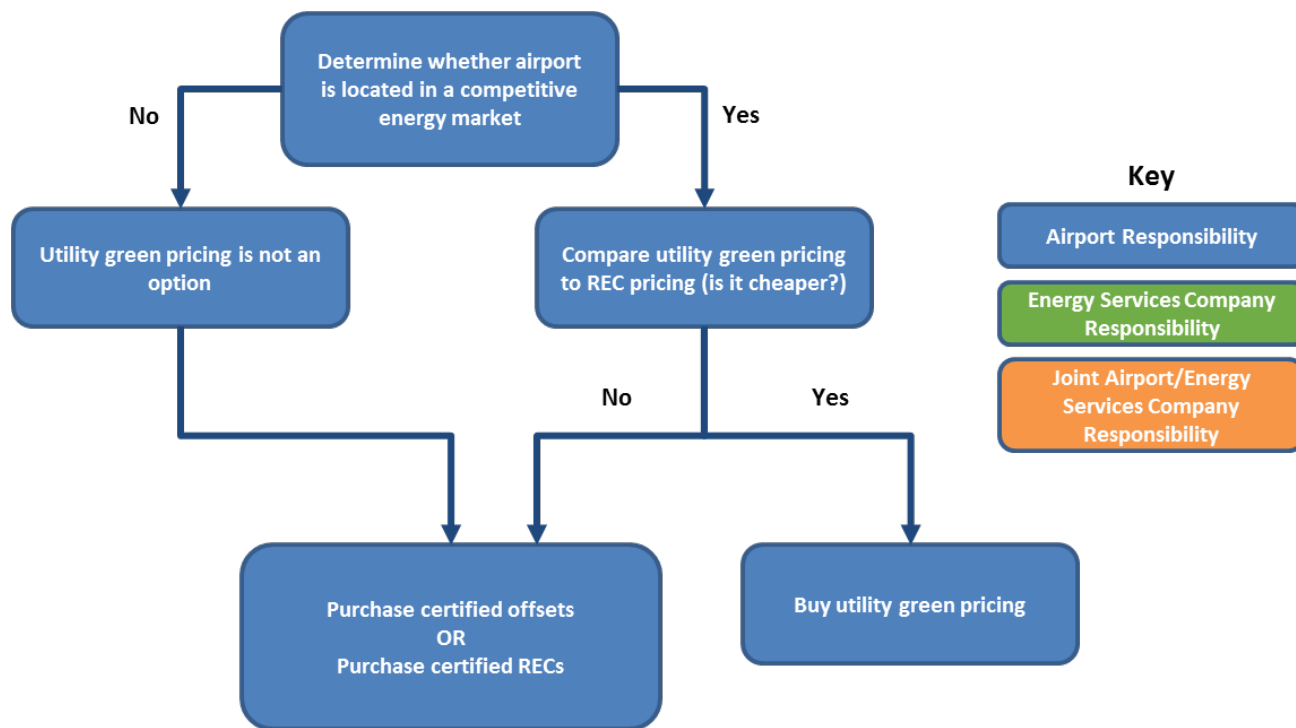 Determine whether airport
is located in a competitive
energy market
No
Yes
Utility green pricing is not an
option
Compare utility green pricing
to REC pricing (is it cheaper?)
No
Yes
Purchase certified offsets
OR
Purchase certified RECs
Buy utility green pricing
Key
Airport Responsibility
Energy Services Company
Responsibility
Joint Airport/Energy
Services Company
Responsibility